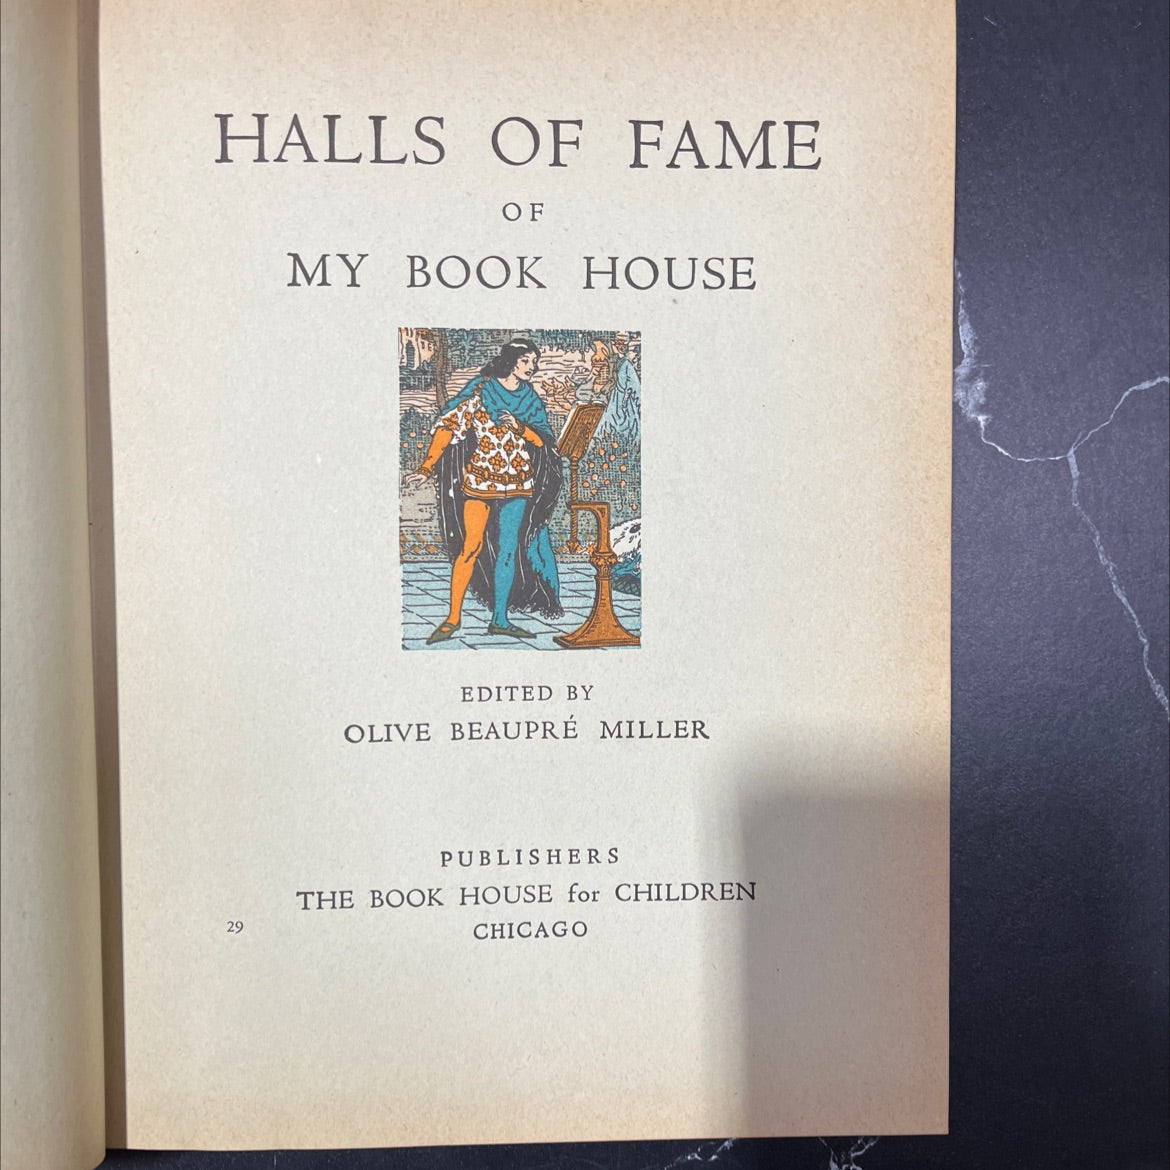 HALLS OF FAME
OF
MY BOOK HOUSE
EDITED BY
OLIVE BEAUPRÉ MILLER
PUBLISHERS
THE BOOK HOUSE for CHILDREN
29
CHICAGO